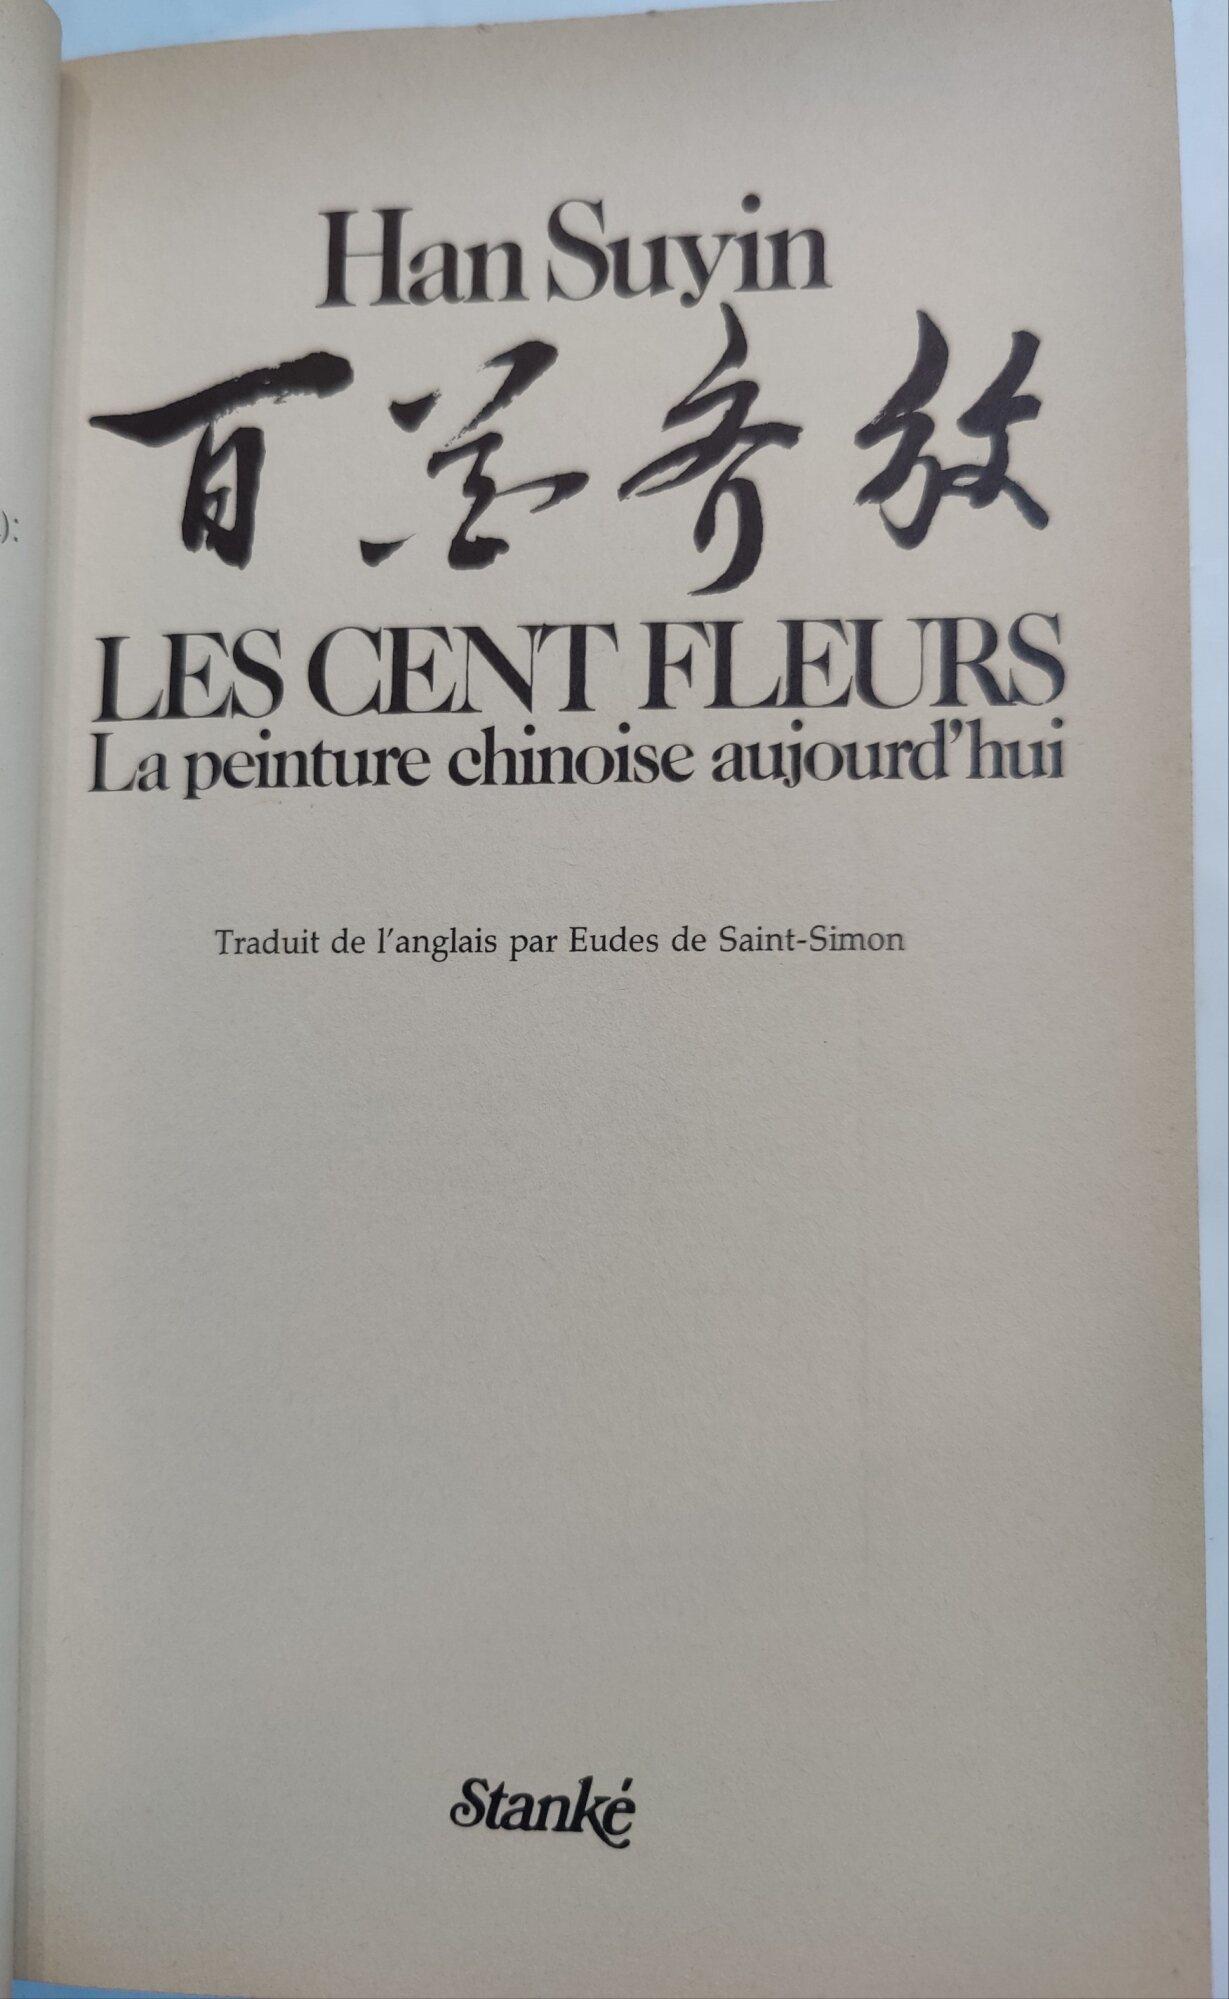 Han Suyin
百花齐放
LES CENT FLEURS
La peinture chinoise aujourd'hui
Traduit de l'anglais par Eudes de Saint-Simon
Stanké
):